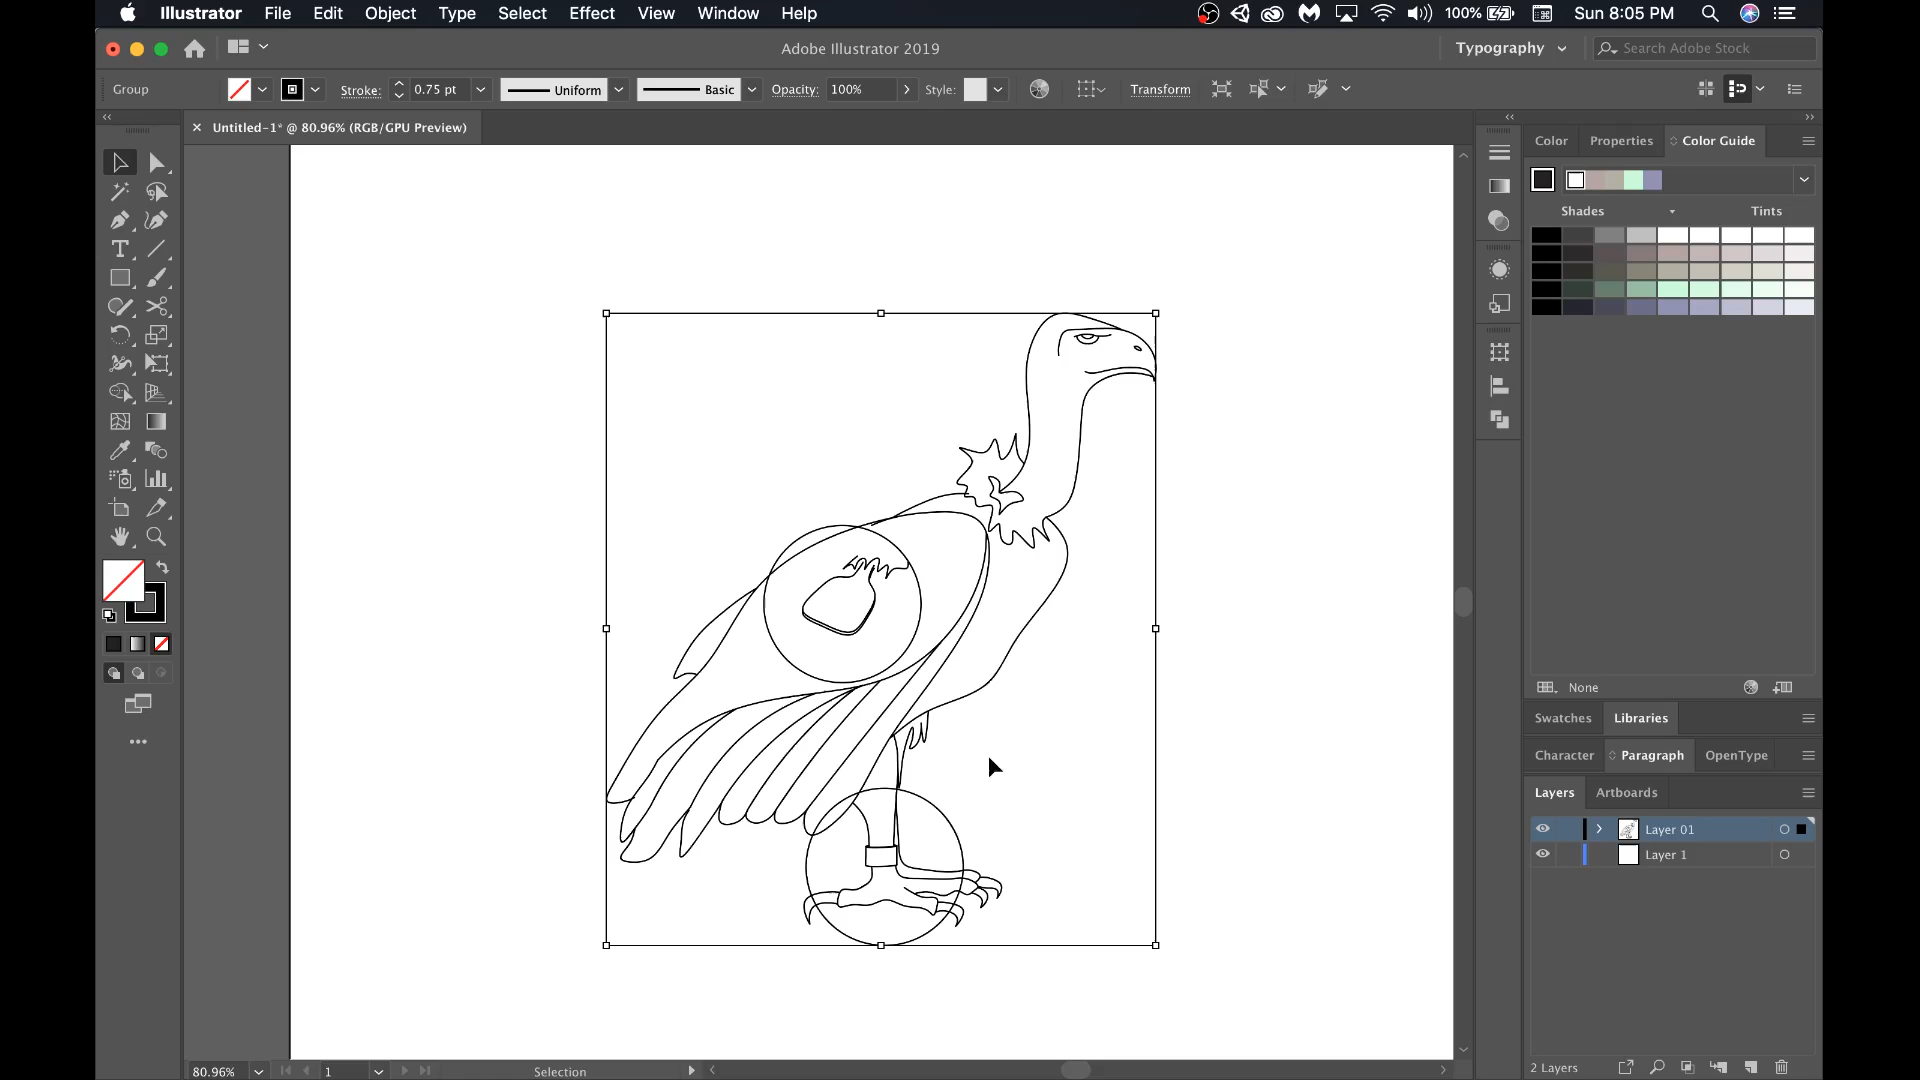 Illustrator File Edit Object Type Select Effect View Window Help 100% Sun 8:05 PM
Adobe Illustrator 2019 Typography Search Adobe Stock
Group Stroke: 0.75 pt Uniform Basic Opacity: 100% Style: Transform
Untitled-1* @ 80.96% (RGB/GPU Preview)
Color Properties Color Guide
Shades Tints
None
Swatches Libraries
Character Paragraph OpenType
Layers Artboards
Layer 01
Layer 1
80.96% 1 Selection 2 Layers